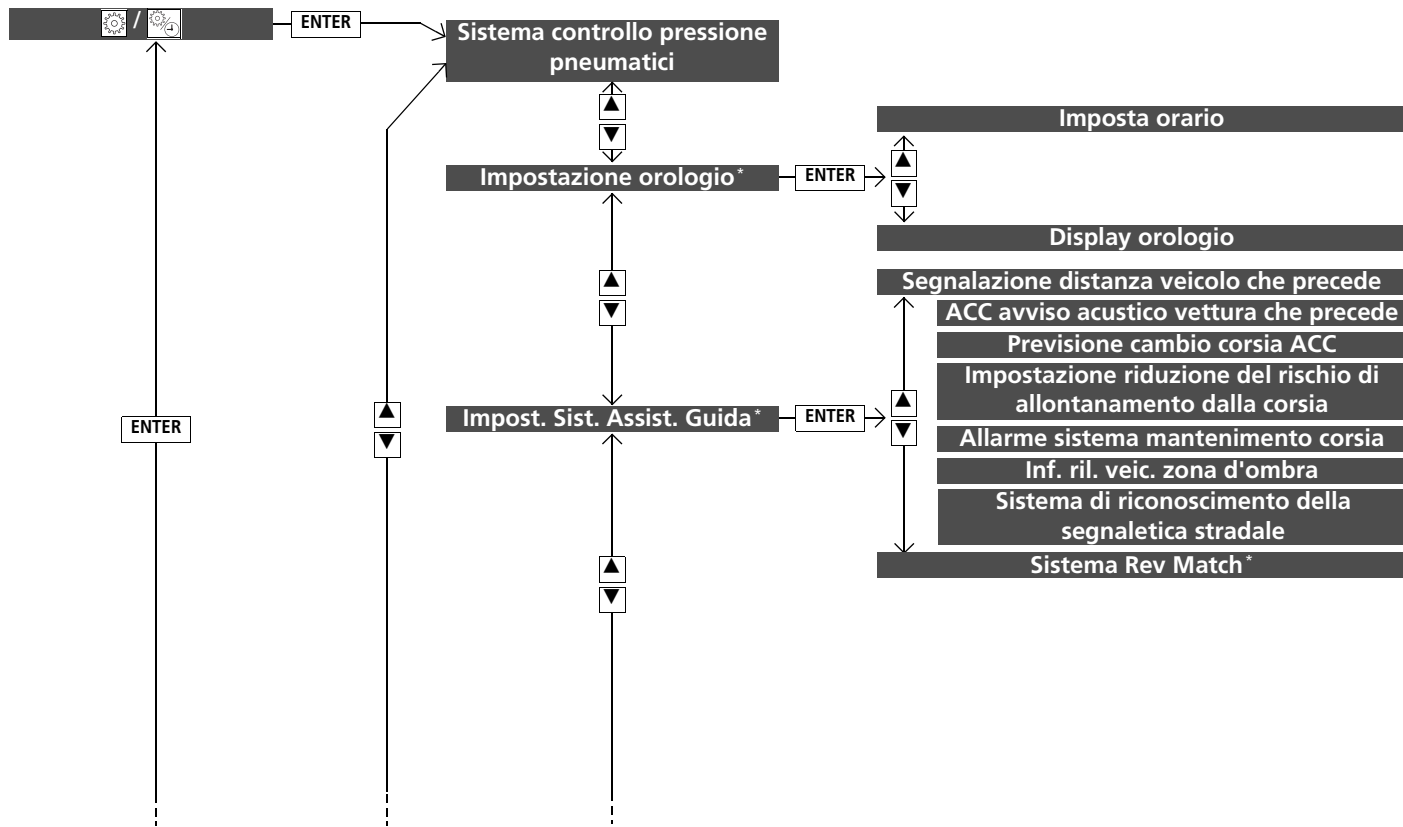 /
ENTER
Sistema controllo pressione
pneumatici
Imposta orario
Impostazione orologio*
ENTER
Display orologio
Segnalazione distanza veicolo che precede
ACC avviso acustico vettura che precede
Previsione cambio corsia ACC
Impostazione riduzione del rischio di
allontanamento dalla corsia
Impost. Sist. Assist. Guida*
ENTER
ENTER
Allarme sistema mantenimento corsia
Inf. ril. veic. zona d'ombra
Sistema di riconoscimento della
segnaletica stradale
Sistema Rev Match*